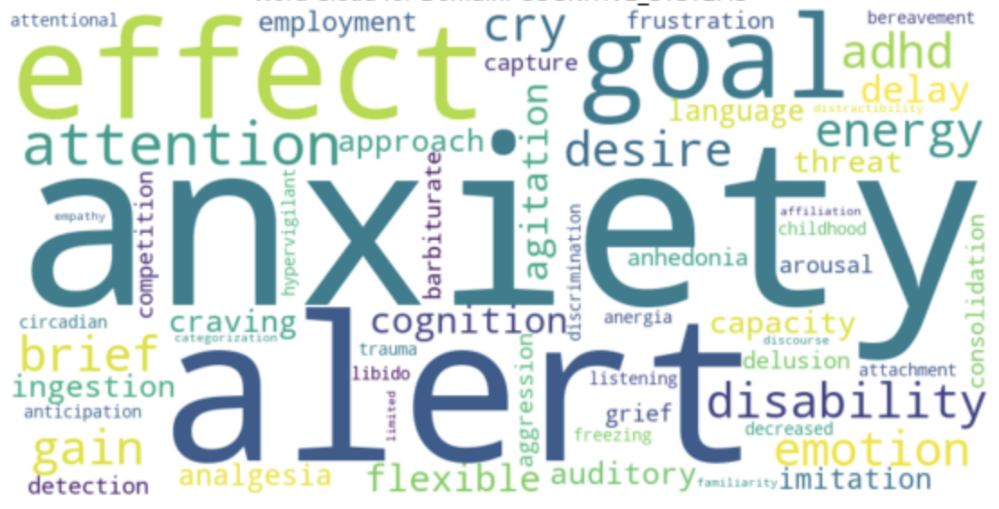 attentional
effect
employment
cry
capture
frustration
goal
bereavement
adhd
delay
language
distractibility
energy
attention
approach
agitation
desire
threat
anxiety
empathy
competition
hypervigilant
barbiturate
discrimination
anhedonia
affiliation
childhood
arousal
consolidation
circadian
craving
categorization
cognition
anergia
capacity
discourse
brief
trauma
libido
alert
aggression
listening
delusion
attachment
ingestion
anticipation
limited
grief
disability
gain
freezing
decreased
emotion
detection
analgesia
flexible
auditory
familiarity
imitation